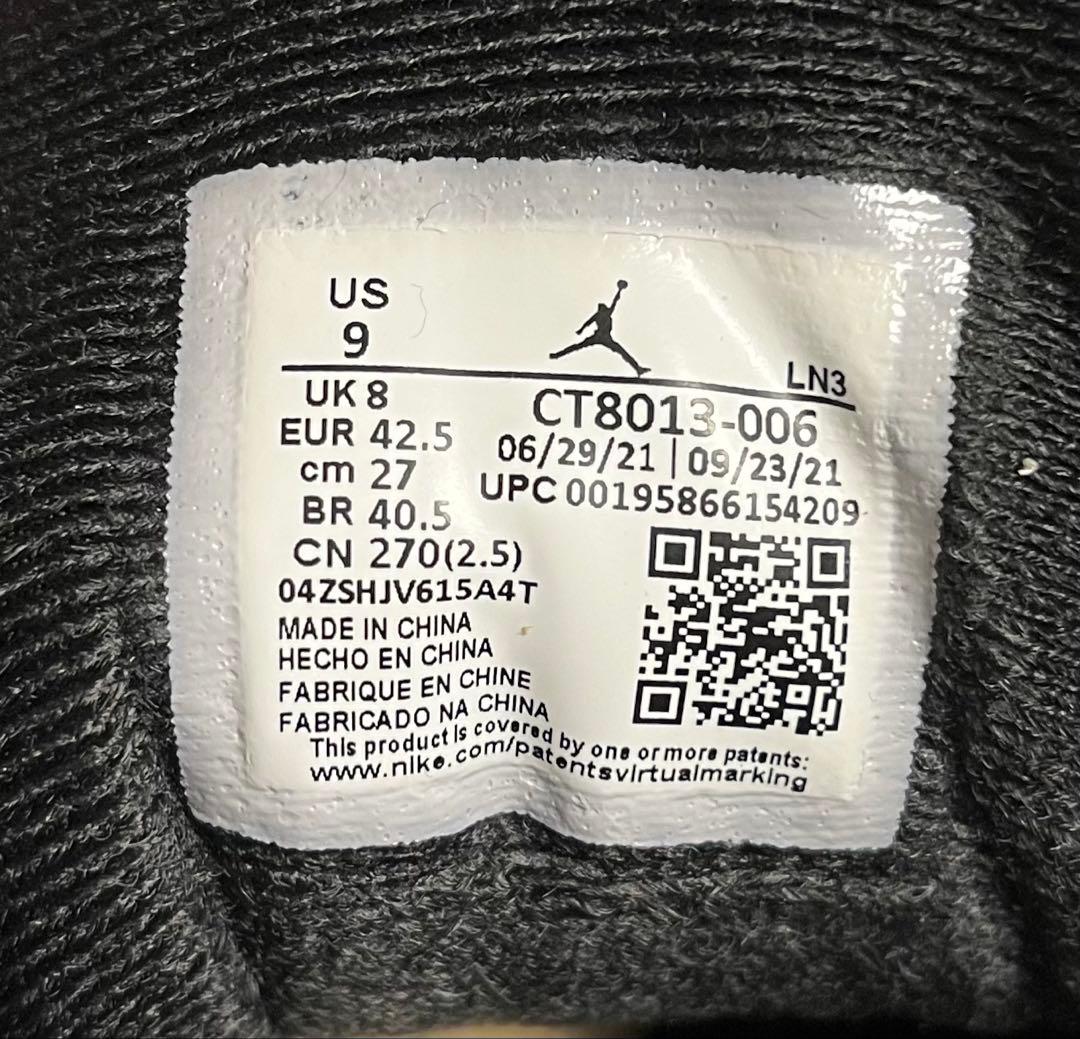 US
9
LN3
UK 8
EUR 42.5
cm 27
BR 40.5
CN 270(2.5)
CT8013-006
06/29/21 | 09/23/21
UPC 00195866154209
04ZSHJV615A4T
MADE IN CHINA
HECHO EN CHINA
FABRIQUE EN CHINE
FABRICADO NA CHINA
This product is covered by one or more patents:
www.nike.com/patentsvirtualmarking